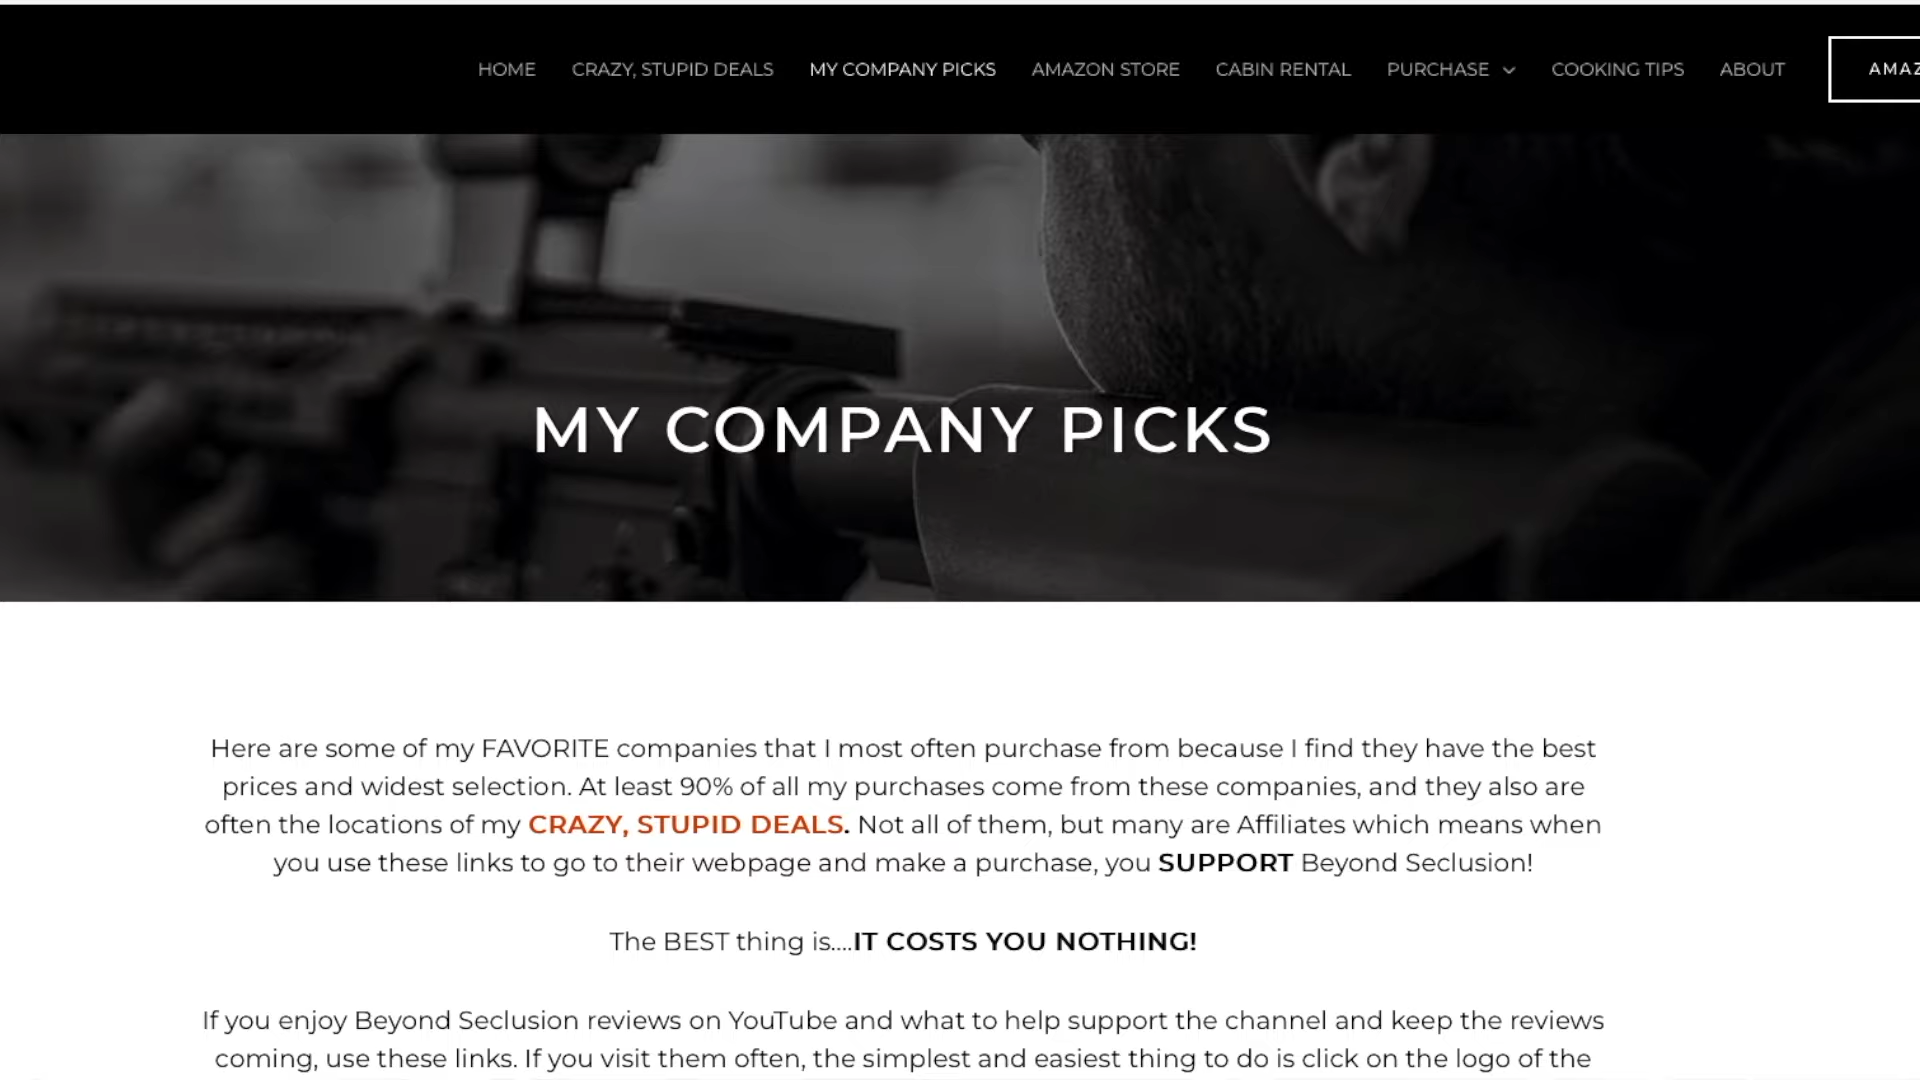 HOME CRAZY, STUPID DEALS MY COMPANY PICKS AMAZON STORE CABIN RENTAL PURCHASE COOKING TIPS ABOUT
MY COMPANY PICKS
Here are some of my FAVORITE companies that I most often purchase from because I find they have the best
prices and widest selection. At least 90% of all my purchases come from these companies, and they also are
often the locations of my CRAZY, STUPID DEALS. Not all of them, but many are Affiliates which means when
you use these links to go to their webpage and make a purchase, you SUPPORT Beyond Seclusion!
The BEST thing is....IT COSTS YOU NOTHING!
If you enjoy Beyond Seclusion reviews on YouTube and what to help support the channel and keep the reviews
coming, use these links. If you visit them often, the simplest and easiest thing to do is click on the logo of the